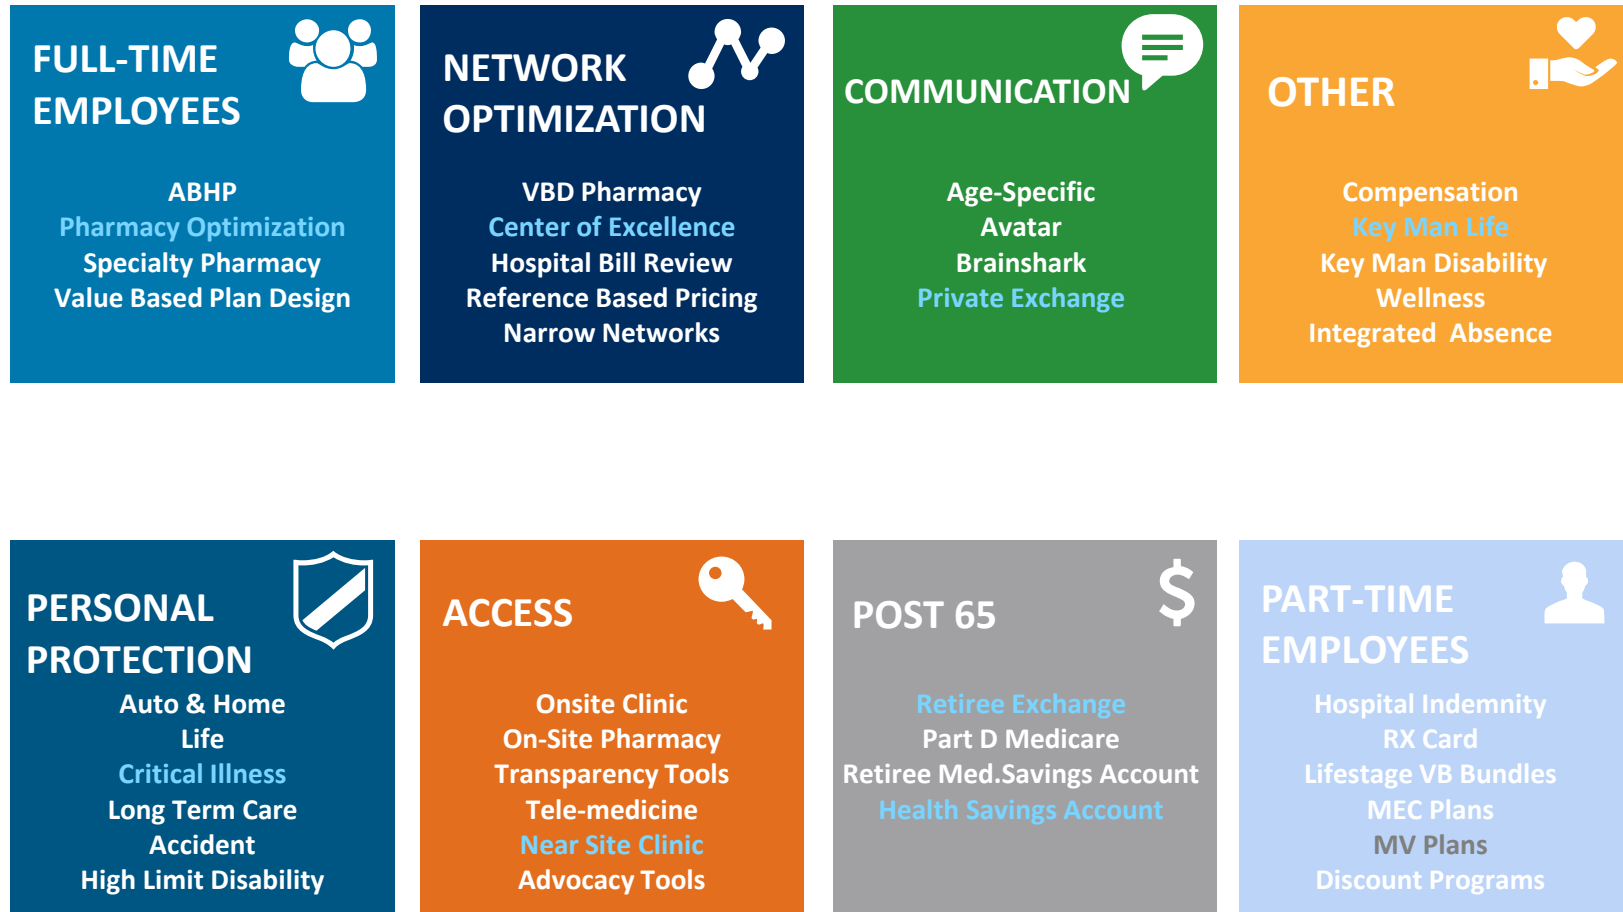 FULL-TIME
EMPLOYEES
ABHP
Pharmacy Optimization
Specialty Pharmacy
Value Based Plan Design
NETWORK
OPTIMIZATION
VBD Pharmacy
Center of Excellence
Hospital Bill Review
Reference Based Pricing
Narrow Networks
COMMUNICATION
Age-Specific
Avatar
Brainshark
Private Exchange
OTHER
Compensation
Key Man Life
Key Man Disability
Wellness
Integrated  Absence
PERSONAL
PROTECTION
Auto & Home
Life
Critical Illness
Long Term Care
Accident
High Limit Disability
ACCESS
Onsite Clinic
On-Site Pharmacy
Transparency Tools
Tele-medicine
Near Site Clinic
Advocacy Tools
POST 65
$
Retiree Exchange
Part D Medicare
Retiree Med.Savings Account
Health Savings Account
PART-TIME
EMPLOYEES
Hospital Indemnity
RX Card
Lifestage VB Bundles
MEC Plans
MV Plans
Discount Programs